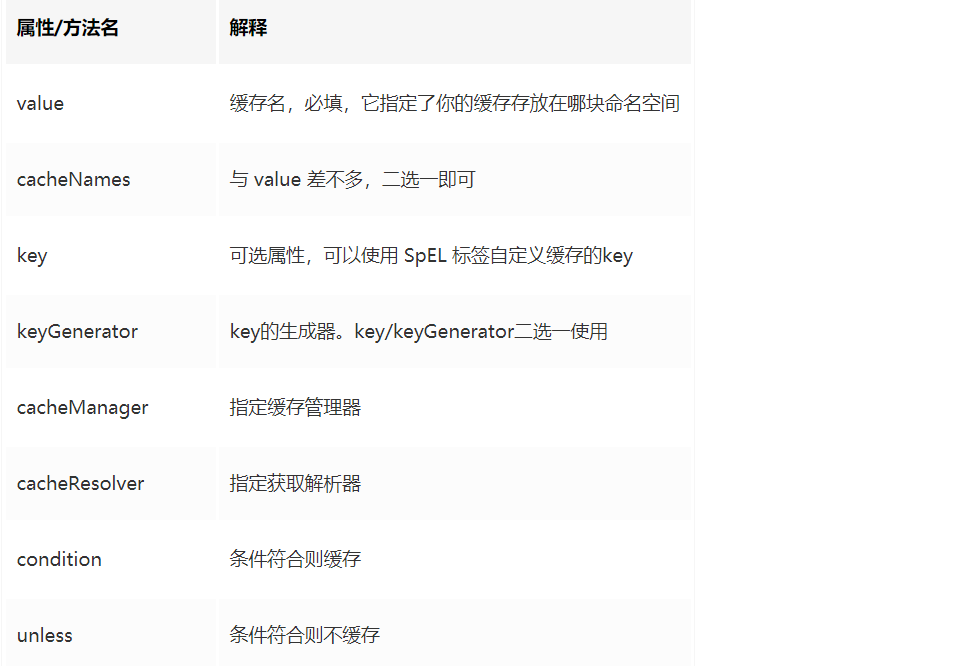 属性/方法名 解释
value 缓存名，必填，它指定了你的缓存存放在哪块命名空间
cacheNames 与 value 差不多，二选一即可
key 可选属性，可以使用 SpEL 标签自定义缓存的key
keyGenerator key的生成器。key/keyGenerator二选一使用
cacheManager 指定缓存管理器
cacheResolver 指定获取解析器
condition 条件符合则缓存
unless 条件符合则不缓存